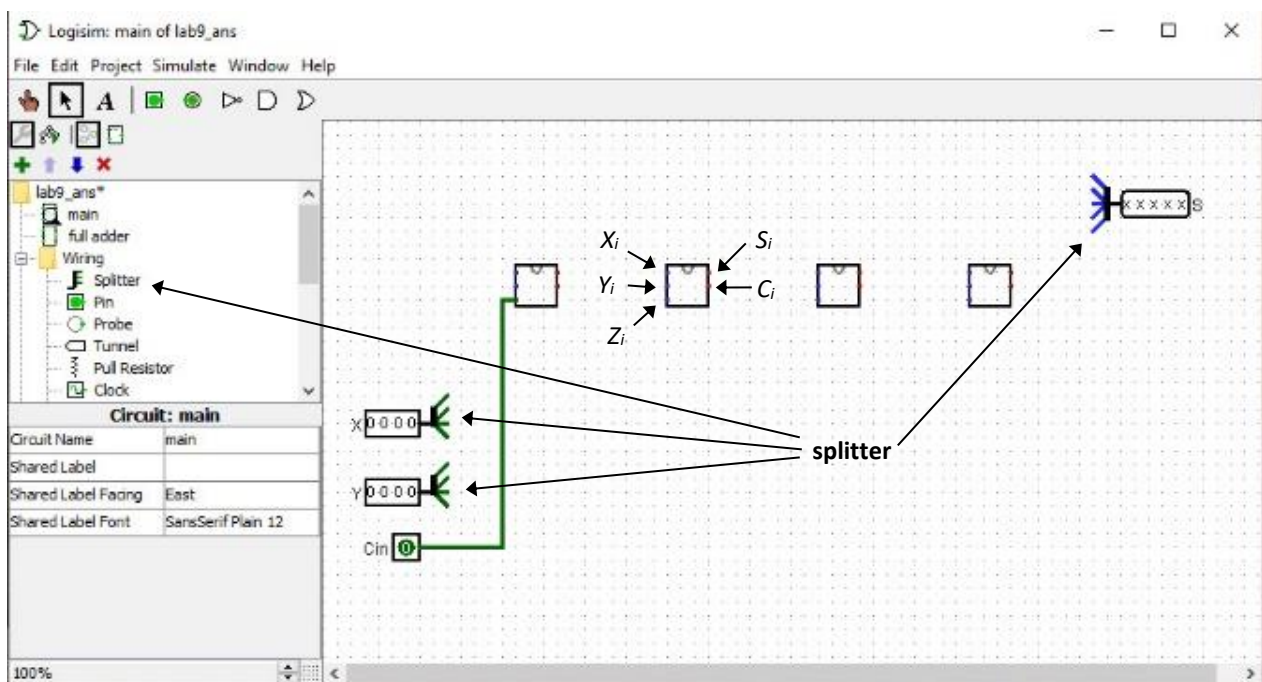 Logisim: main of lab9_ans
File Edit Project Simulate Window Help
A
lab9_ans*
main
full adder
Wiring
Splitter
Pin
Probe
Tunnel
Pull Resistor
Clock
Circuit: main
Circuit Name main
Shared Label
Shared Label Facing East
Shared Label Font SansSerif Plain 12
100%
xxxxx S
Xi Si
Yi Ci
Zi
X 0000
splitter
Y 0000
Cin 0